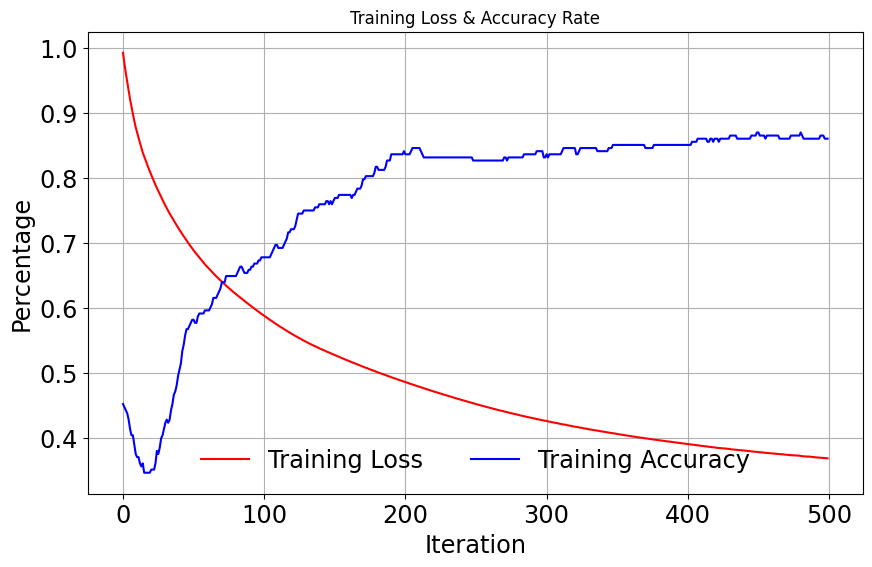 Training Loss & Accuracy Rate
1.0
0.9
0.8
0.7
0.6
0.5
0.4
Percentage
Training Loss
Training Accuracy
0 100 200 300 400 500
Iteration